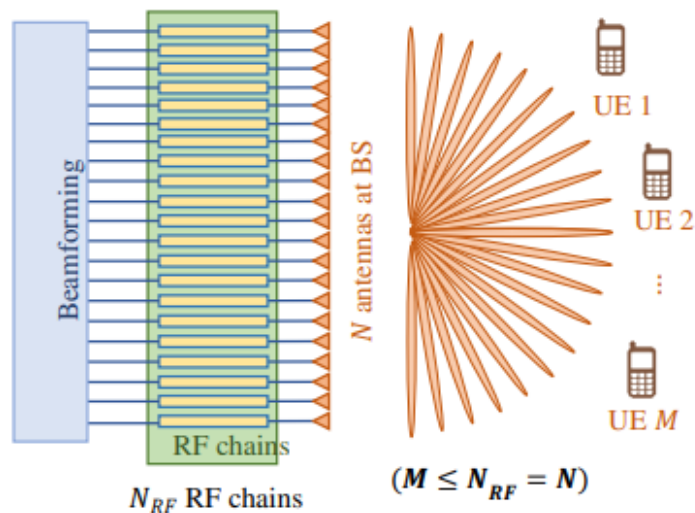 Beamforming
RF chains
N_RF RF chains
N antennas at BS
UE 1
UE 2
⋮
UE M
(M ≤ N_RF = N)